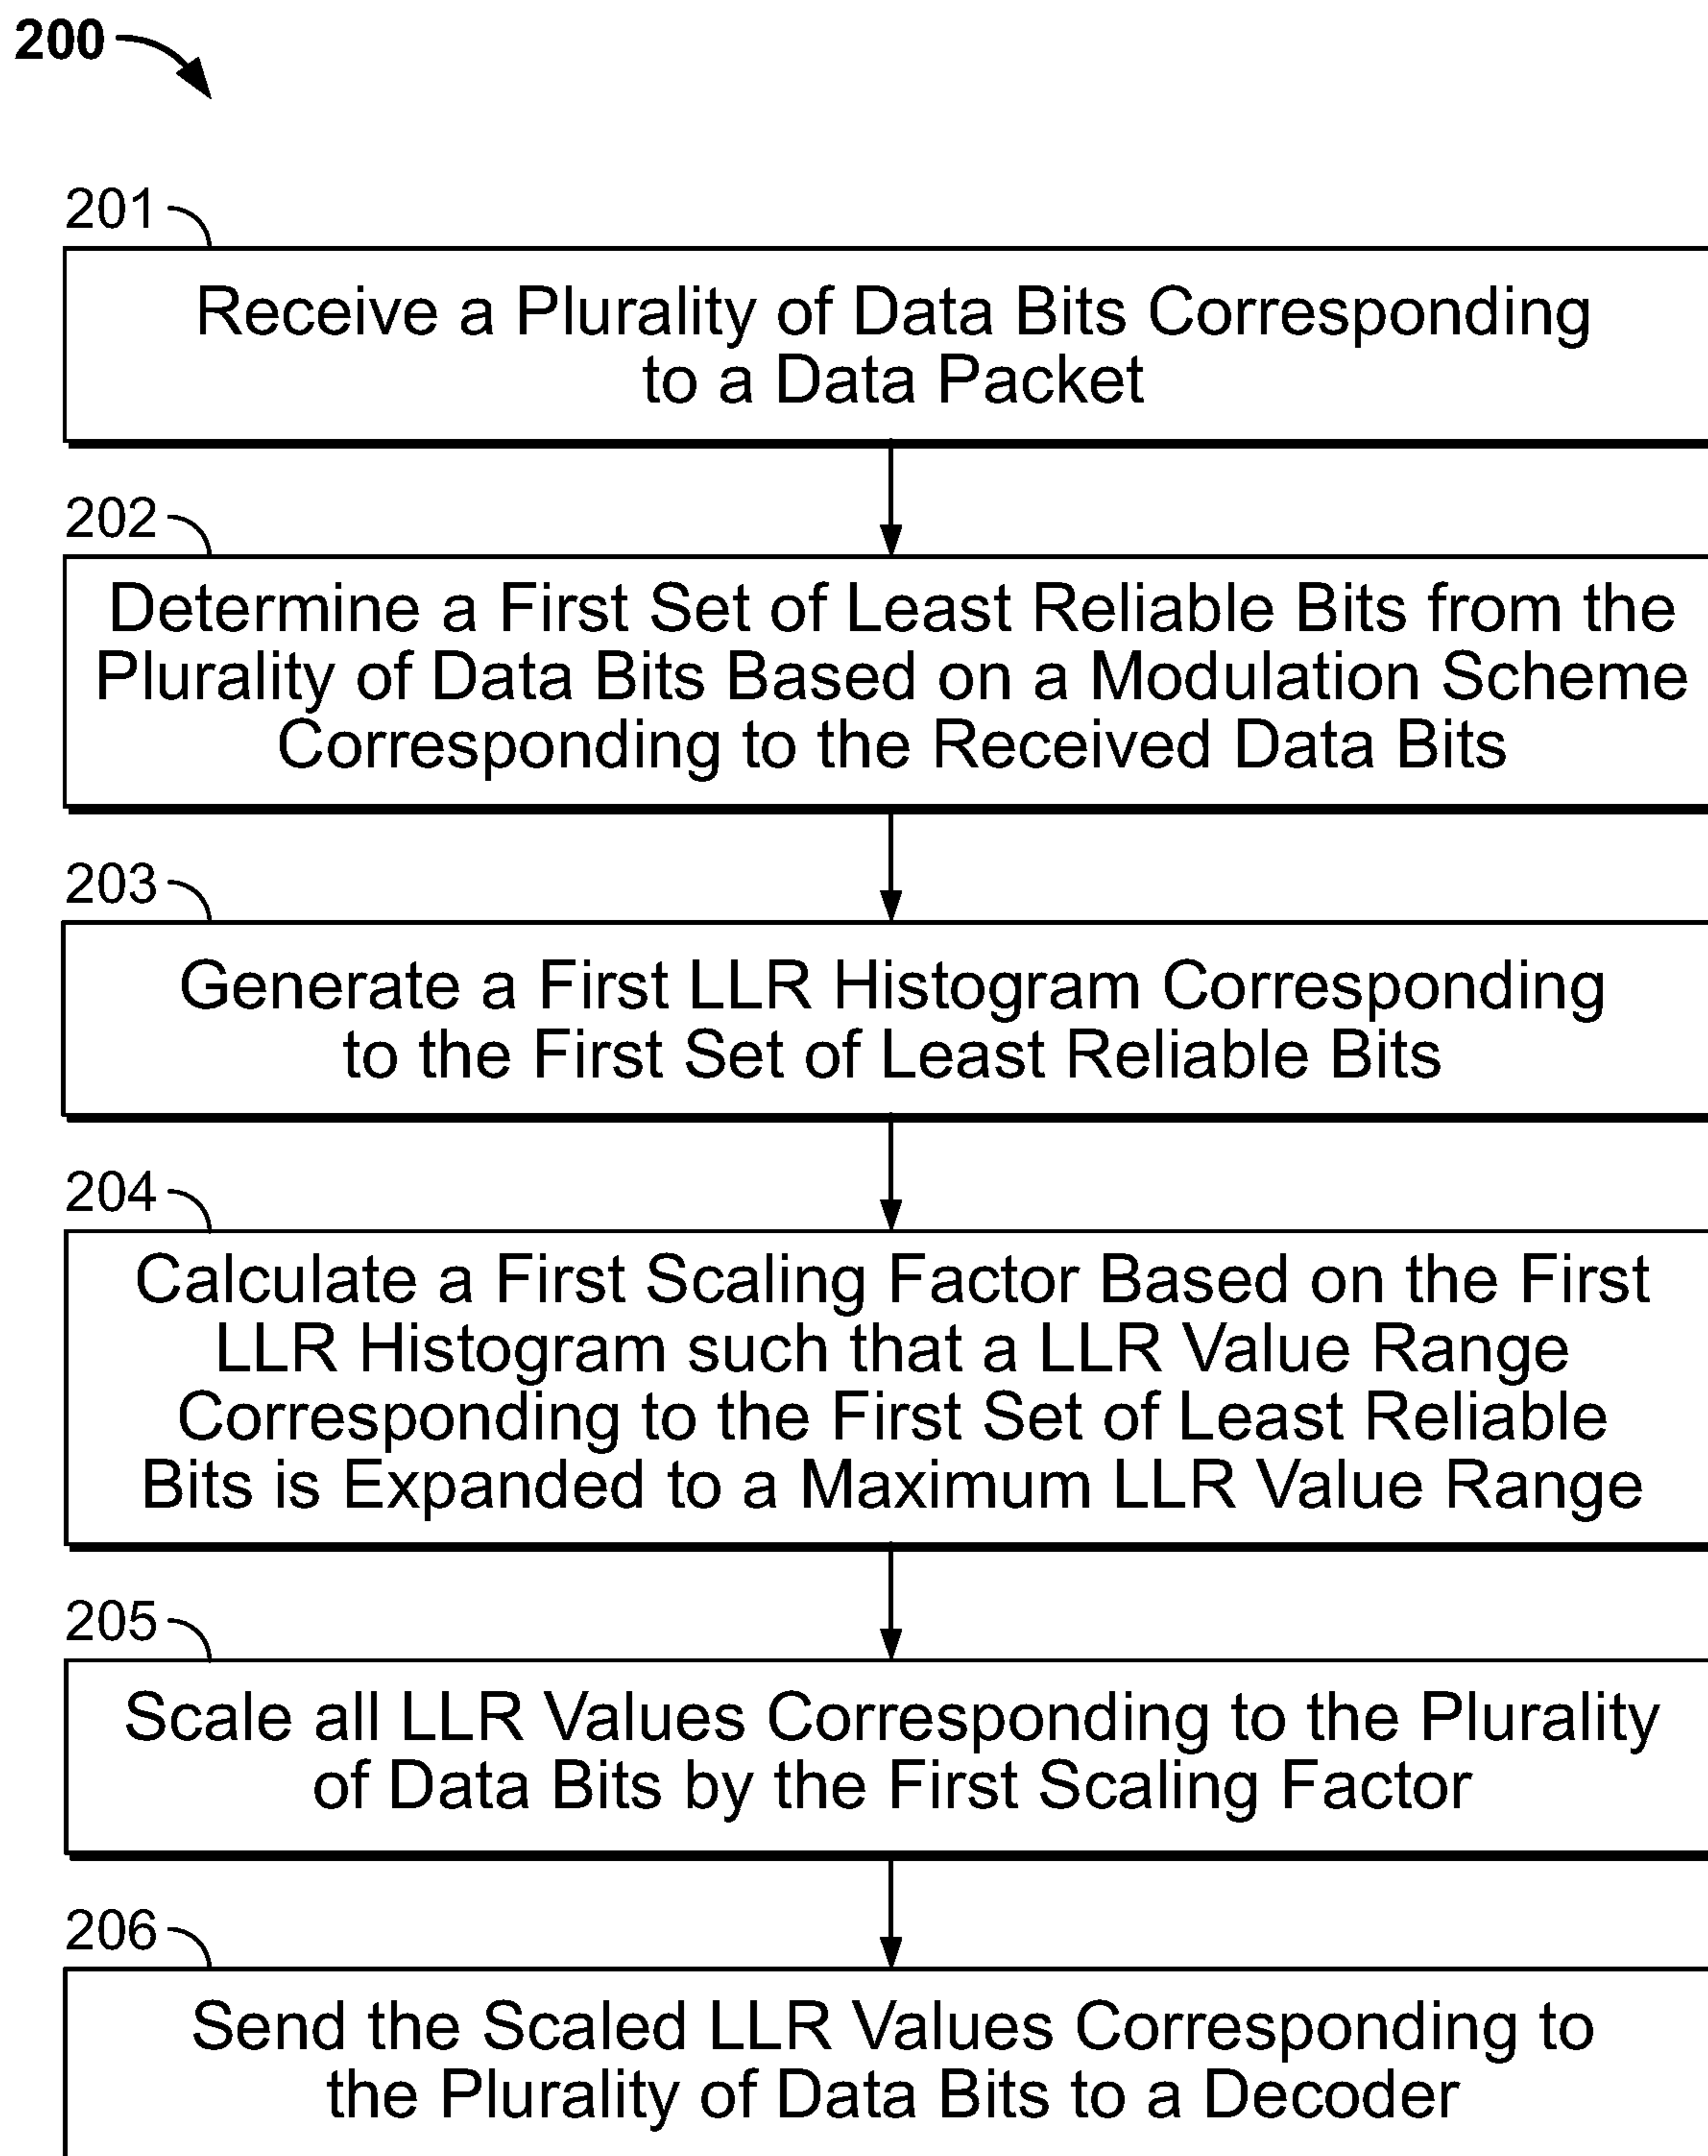 200
201
Receive a Plurality of Data Bits Corresponding
to a Data Packet
202
Determine a First Set of Least Reliable Bits from the
Plurality of Data Bits Based on a Modulation Scheme
Corresponding to the Received Data Bits
203
Generate a First LLR Histogram Corresponding
to the First Set of Least Reliable Bits
204
Calculate a First Scaling Factor Based on the First
LLR Histogram such that a LLR Value Range
Corresponding to the First Set of Least Reliable
Bits is Expanded to a Maximum LLR Value Range
205
Scale all LLR Values Corresponding to the Plurality
of Data Bits by the First Scaling Factor
206
Send the Scaled LLR Values Corresponding to
the Plurality of Data Bits to a Decoder